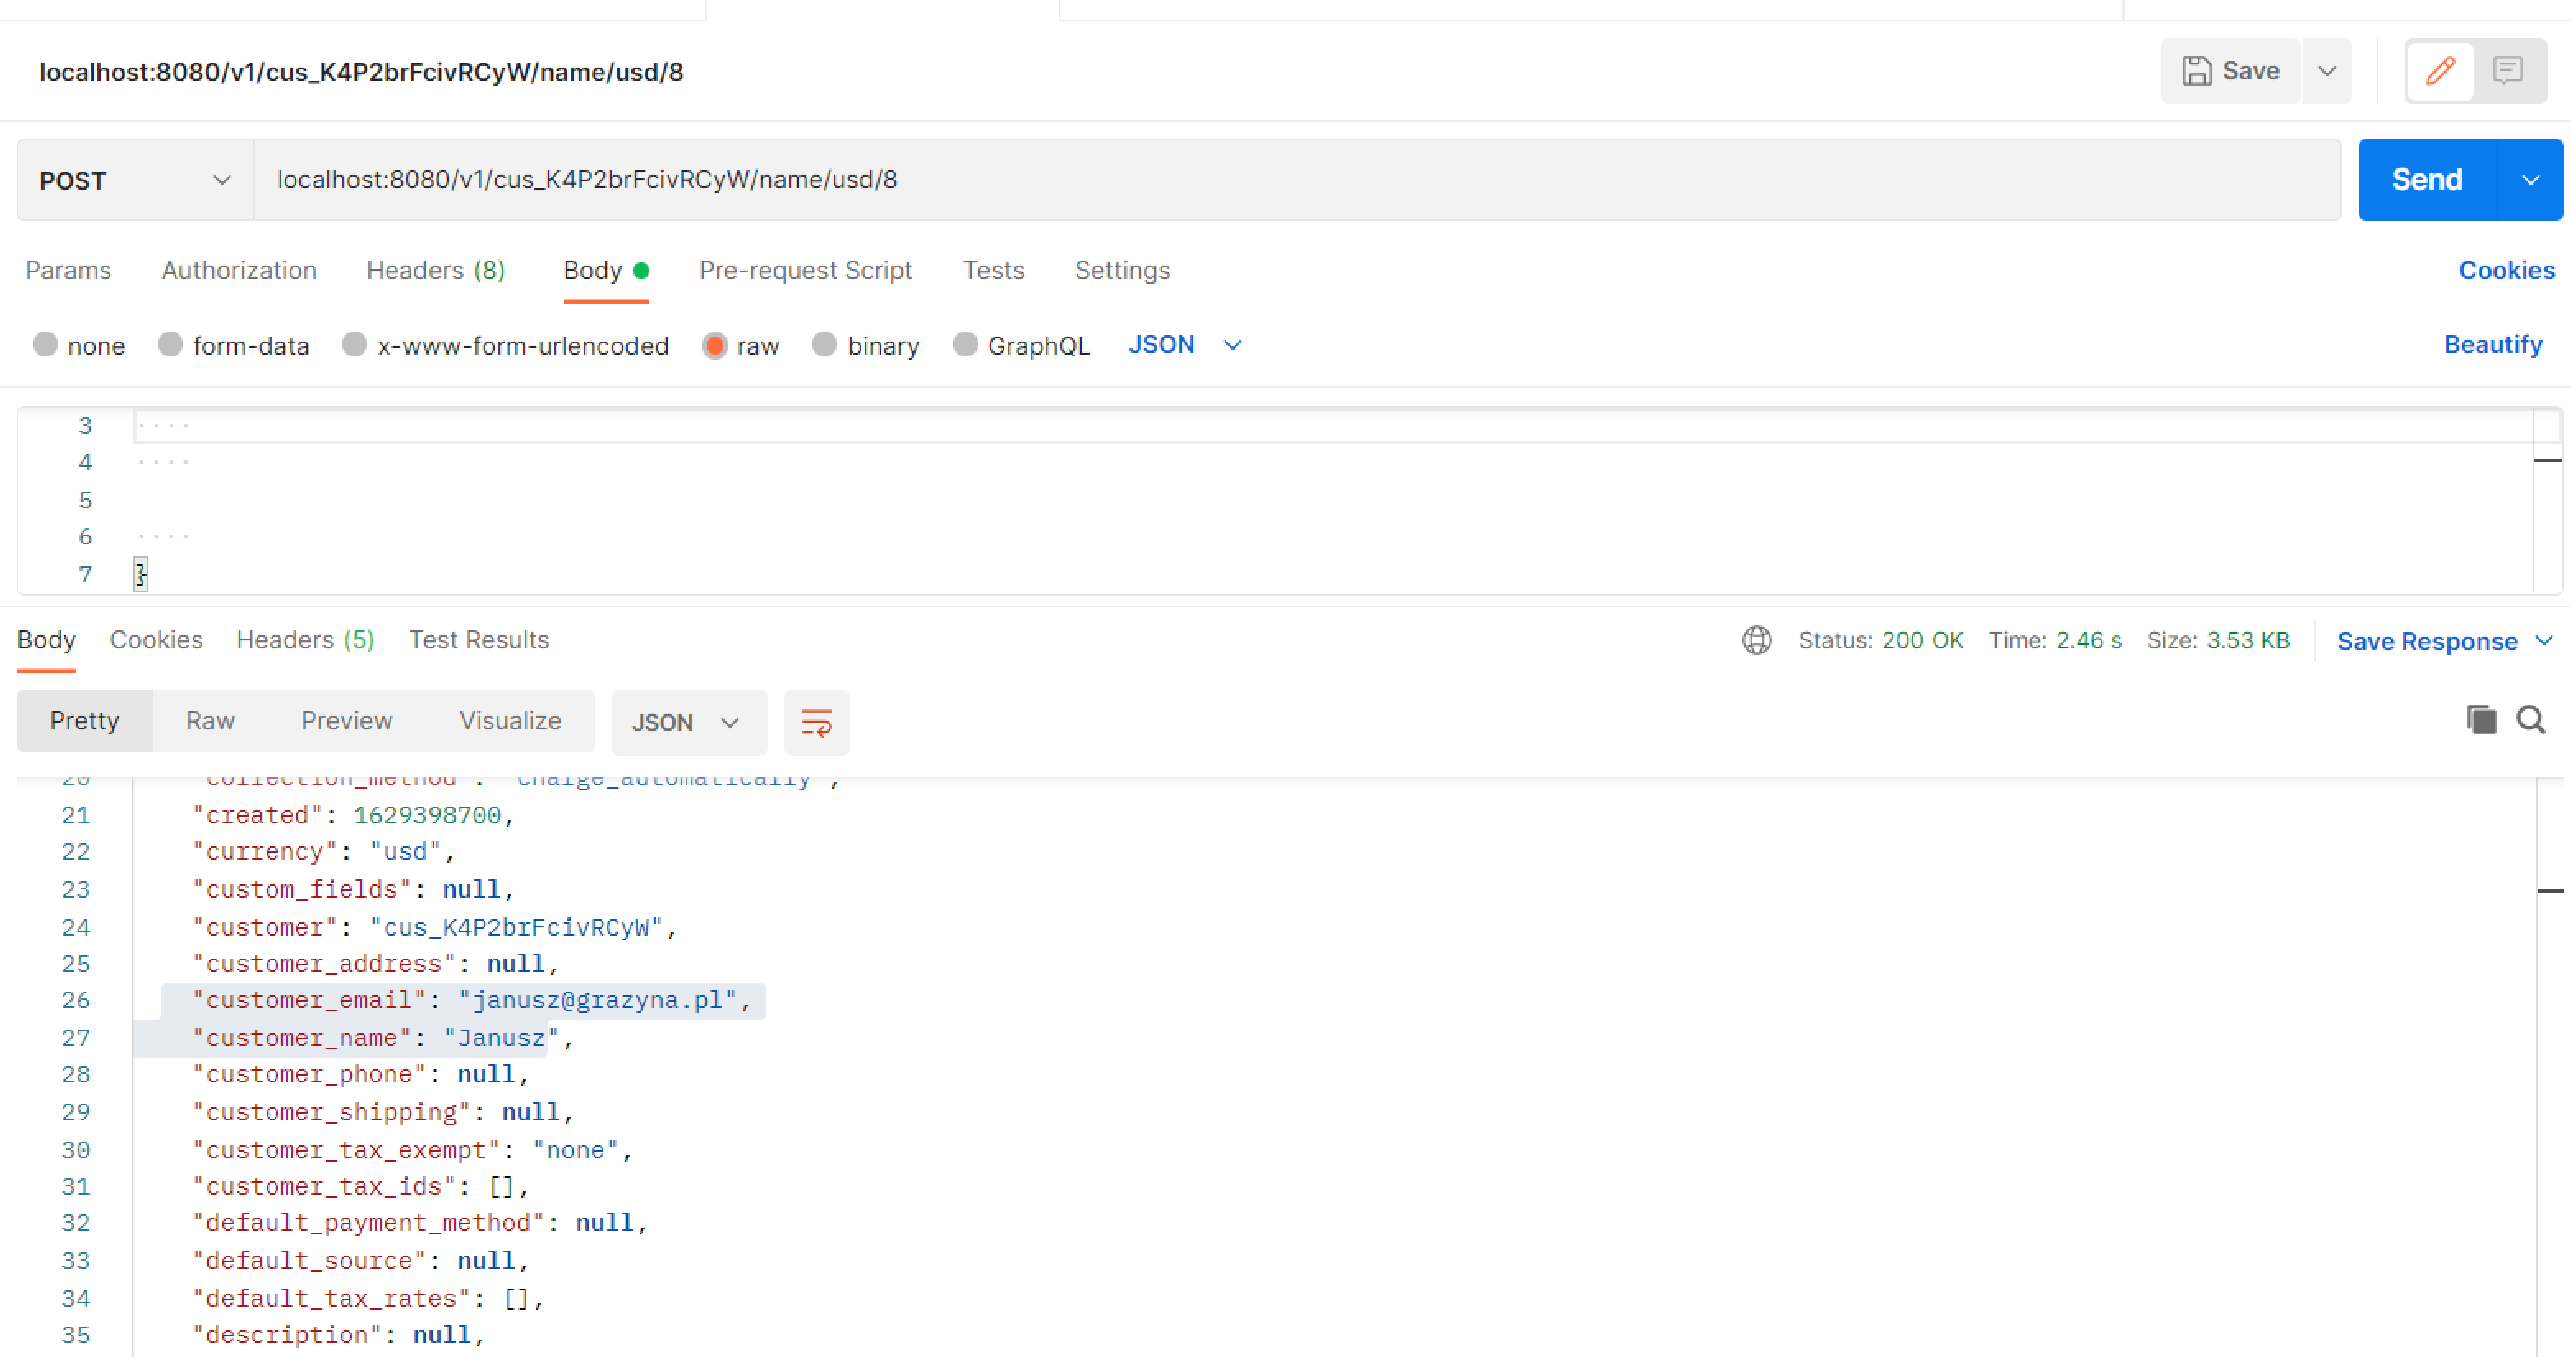 localhost:8080/v1/cus_K4P2brFcivRCyW/name/usd/8
Save
POST localhost:8080/v1/cus_K4P2brFcivRCyW/name/usd/8 Send
Params Authorization Headers (8) Body Pre-request Script Tests Settings Cookies
none form-data x-www-form-urlencoded raw binary GraphQL JSON Beautify
3 ····
4 ····
5
6 ····
7 }
Body Cookies Headers (5) Test Results Status: 200 OK Time: 2.46 s Size: 3.53 KB Save Response
Pretty Raw Preview Visualize JSON
20 "collection_method": "charge_automatically",
21 "created": 1629398700,
22 "currency": "usd",
23 "custom_fields": null,
24 "customer": "cus_K4P2brFcivRCyW",
25 "customer_address": null,
26 "customer_email": "janusz@grazyna.pl",
27 "customer_name": "Janusz",
28 "customer_phone": null,
29 "customer_shipping": null,
30 "customer_tax_exempt": "none",
31 "customer_tax_ids": [],
32 "default_payment_method": null,
33 "default_source": null,
34 "default_tax_rates": [],
35 "description": null,